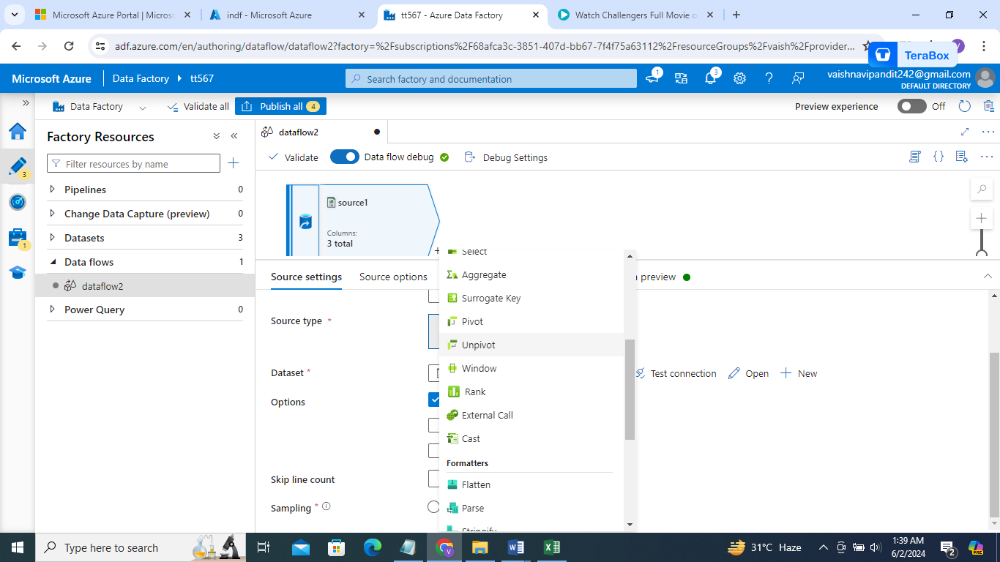 Microsoft Azure Portal | Micros
indf - Microsoft Azure
tt567 - Azure Data Factory
Watch Challengers Full Movie o
adf.azure.com/en/authoring/dataflow/dataflow2?factory=%2Fsubscriptions%2F68afca3c-3851-407d-bb67-7f4f75a63112%2FresourceGroups%2Fvaish%2Fprovider...
TeraBox
Microsoft Azure
Data Factory
tt567
Search factory and documentation
1
3
vaishnavipandit242@gmail.com
DEFAULT DIRECTORY
Data Factory
Validate all
Publish all
4
Preview experience
Off
Factory Resources
dataflow2
Filter resources by name
Validate
Data flow debug
Debug Settings
3
Pipelines
0
Change Data Capture (preview)
0
Datasets
3
1
Data flows
1
dataflow2
Power Query
0
source1
Columns:
3 total
Source settings
Source options
preview
Source type *
Dataset *
Test connection
Open
New
Options
Skip line count
Sampling *
Select
Aggregate
Surrogate Key
Pivot
Unpivot
Window
Rank
External Call
Cast
Formatters
Flatten
Parse
Stringify
Type here to search
31°C Haze
1:39 AM
6/2/2024
2
PRE